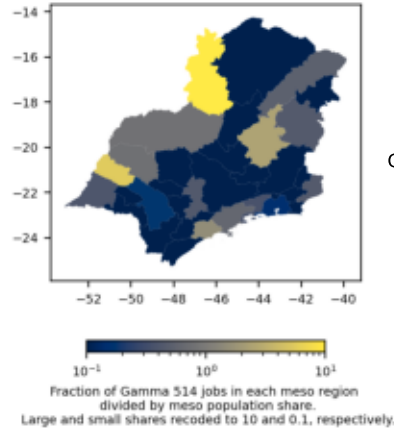 −14
−16
−18
−20
−22
−24
−52 −50 −48 −46 −44 −42 −40
10⁻¹ 10⁰ 10¹
Fraction of Gamma 514 jobs in each meso region
divided by meso population share.
Large and small shares recoded to 10 and 0.1, respectively.